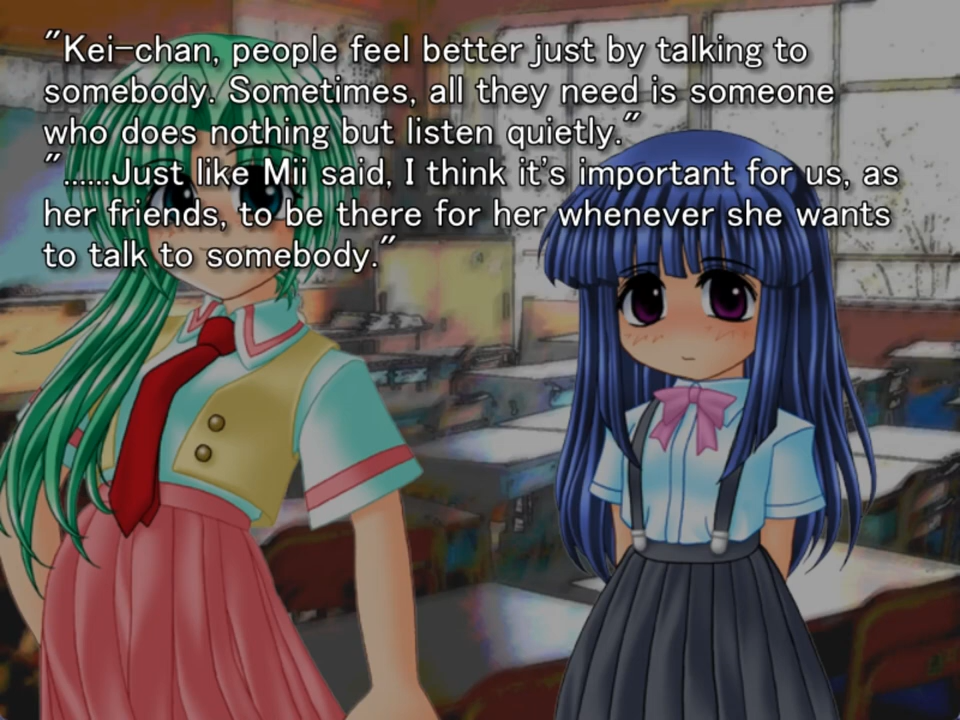 "Kei-chan, people feel better just by talking to
somebody. Sometimes, all they need is someone
who does nothing but listen quietly."
"......Just like Mii said, I think it's important for us, as
her friends, to be there for her whenever she wants
to talk to somebody."